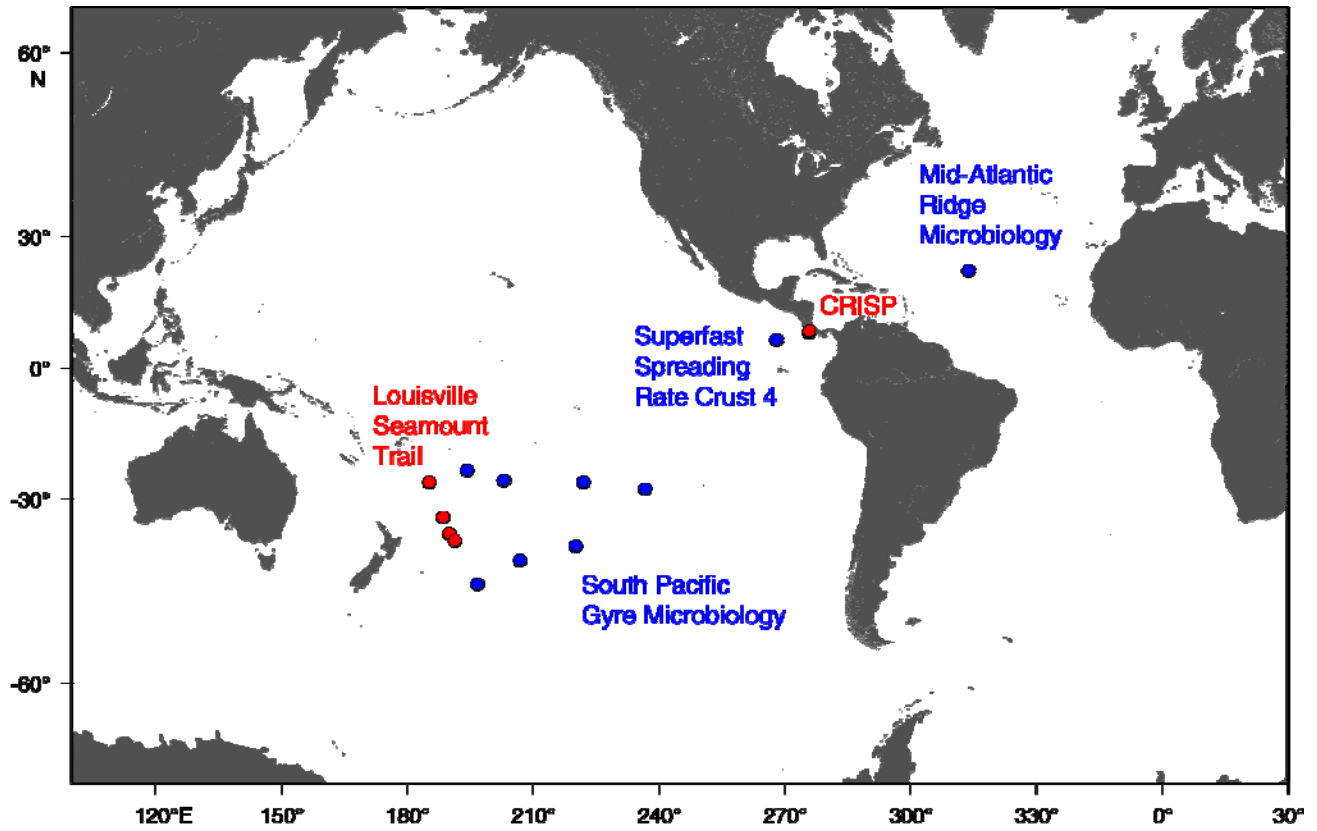 60°
N
Mid-Atlantic
Ridge
Microbiology
30°
CRISP
Superfast
Spreading
Rate Crust 4
0°
Louisville
Seamount
Trail
-30°
South Pacific
Gyre Microbiology
-60°
120°E 150° 180° 210° 240° 270° 300° 330° 0° 30°